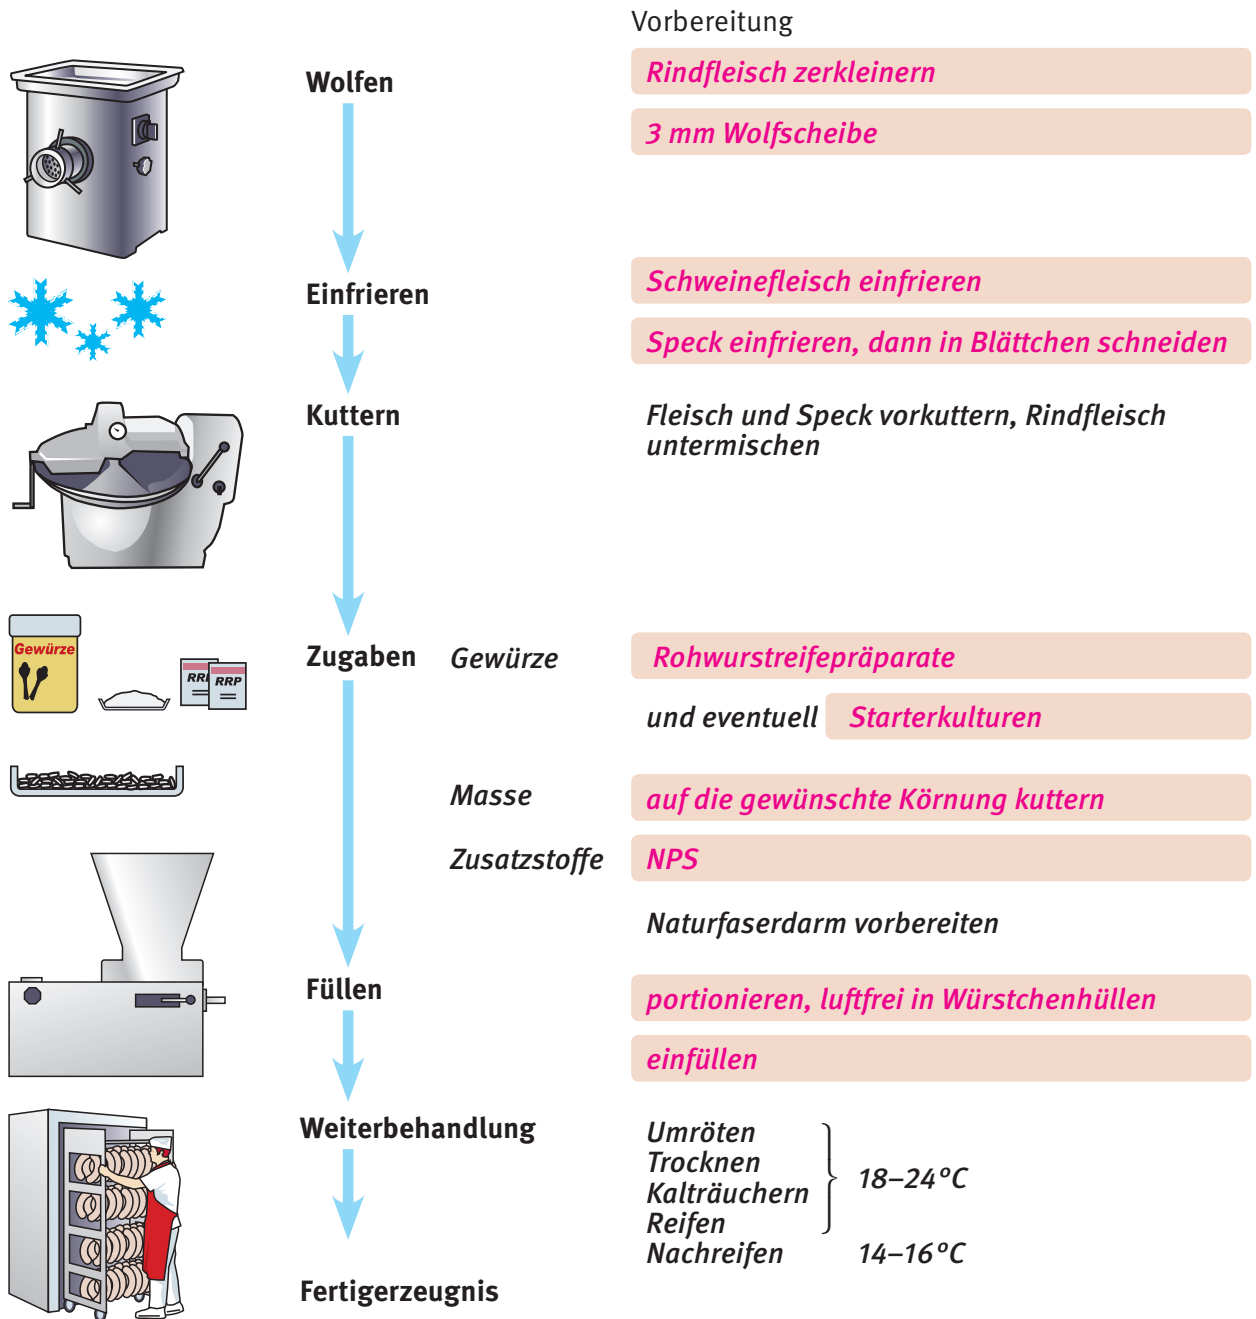 Vorbereitung
Wolfen
Rindfleisch zerkleinern
3 mm Wolfscheibe
Einfrieren
Schweinefleisch einfrieren
Speck einfrieren, dann in Blättchen schneiden
Kuttern
Fleisch und Speck vorkuttern, Rindfleisch
untermischen
Gewürze
RRP
RRP
Zugaben
Gewürze
Rohwurstreifepräparate
und eventuell Starterkulturen
Masse
auf die gewünschte Körnung kuttern
Zusatzstoffe
NPS
Naturfaserdarm vorbereiten
Füllen
portionieren, luftfrei in Würstchenhüllen
einfüllen
Weiterbehandlung
Umröten
Trocknen
Kalträuchern
Reifen
18–24°C
Nachreifen 14–16°C
Fertigerzeugnis